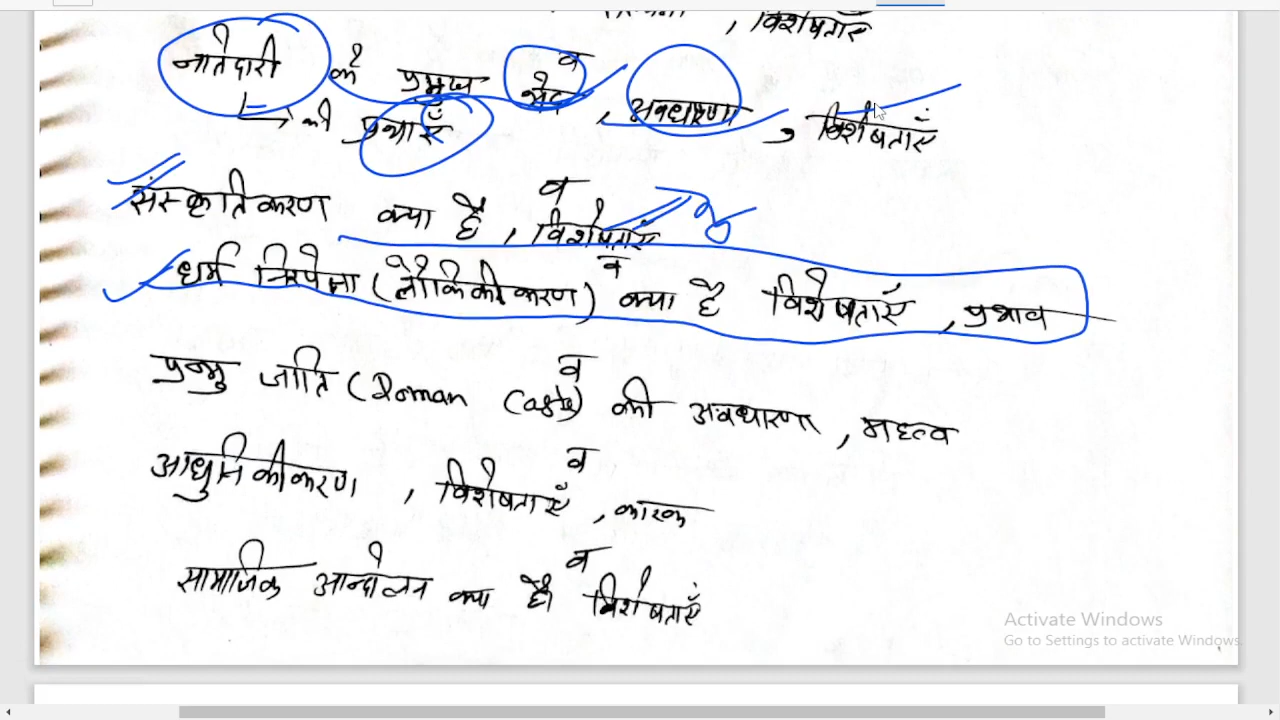 , विशेषताएँ
नातेदारी के प्रमुख व भेद, अवधारणा, विशेषताएँ
→ की प्रथाएँ
संस्कृतिकरण क्या है, व विशेषताएँ
धर्म निरपेक्षता (लौकिकीकरण) क्या है व विशेषताएँ, प्रभाव
प्रभु जाति (Doman Caste) की व अवधारणा, महत्व
आधुनिकीकरण, व विशेषताएँ, कारक
सामाजिक आन्दोलन क्या है। व विशेषताएँ
Activate Windows
Go to Settings to activate Windows.